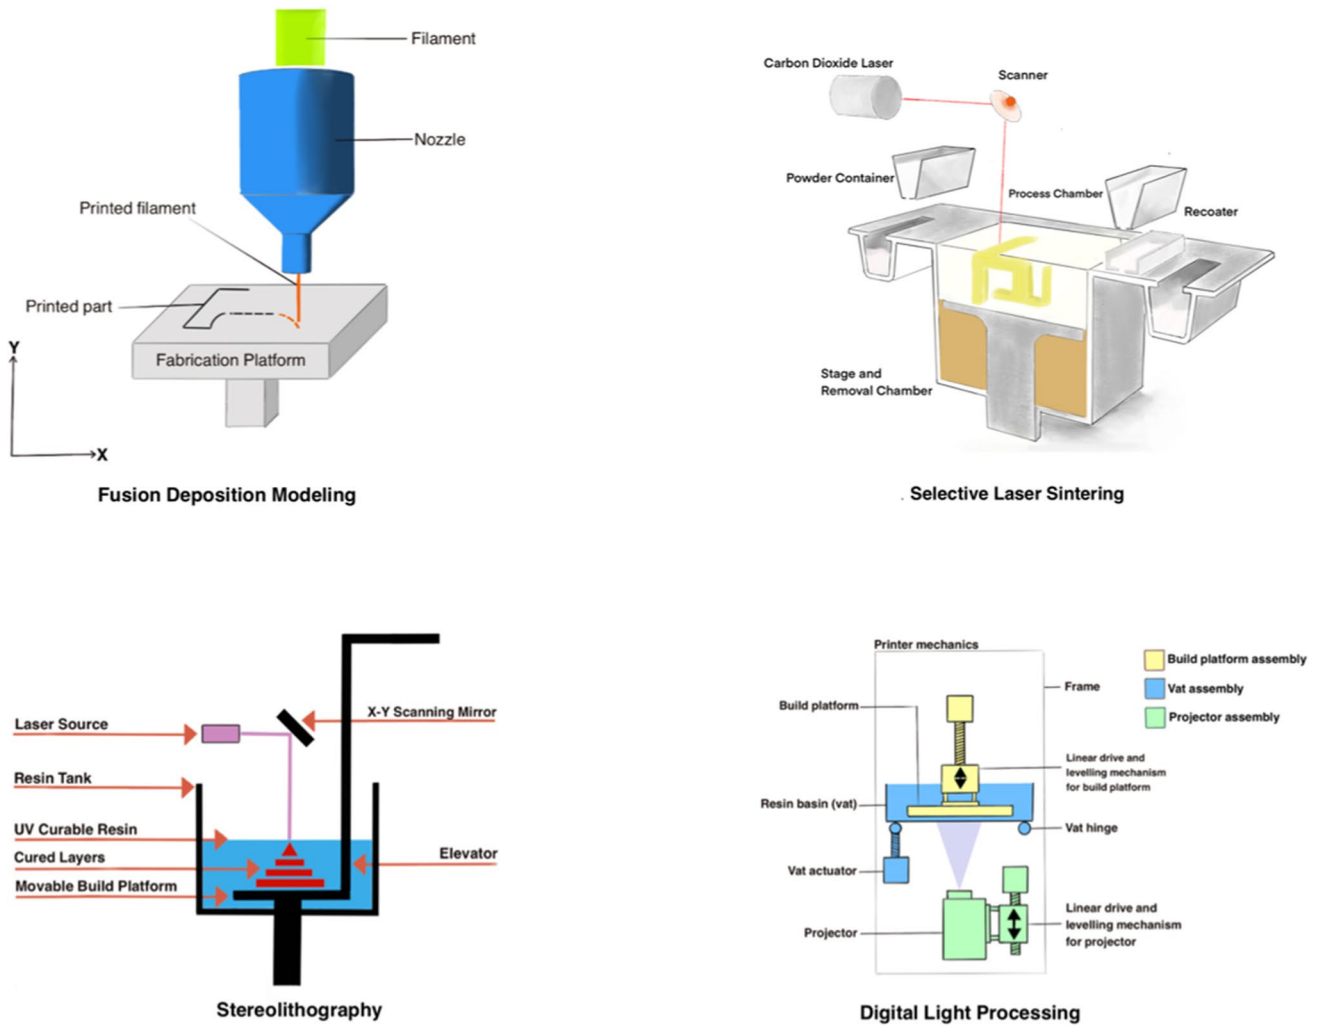 Filament
Nozzle
Printed filament
Printed part
Fabrication Platform
Y
X
Fusion Deposition Modeling
Carbon Dioxide Laser
Scanner
Powder Container
Process Chamber
Recoater
Stage and
Removal Chamber
Selective Laser Sintering
Laser Source
X-Y Scanning Mirror
Resin Tank
UV Curable Resin
Cured Layers
Elevator
Movable Build Platform
Stereolithography
Printer mechanics
Build platform assembly
Vat assembly
Projector assembly
Frame
Build platform
Linear drive and
levelling mechanism
for build platform
Resin basin (vat)
Vat hinge
Vat actuator
Projector
Linear drive and
levelling mechanism
for projector
Digital Light Processing